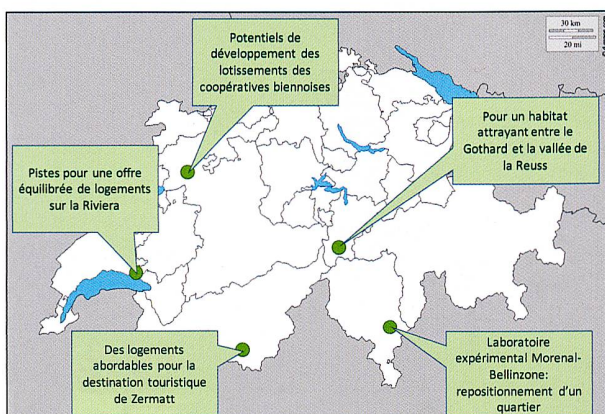 30 km
20 mi
Potentiels de
développement des
lotissements des
coopératives biennoises
Pour un habitat
attrayant entre le
Gothard et la vallée de
la Reuss
Pistes pour une offre
équilibrée de logements
sur la Riviera
Des logements
abordables pour la
destination touristique
de Zermatt
Laboratoire
expérimental Morenal-
Bellinzone:
repositionnement d'un
quartier